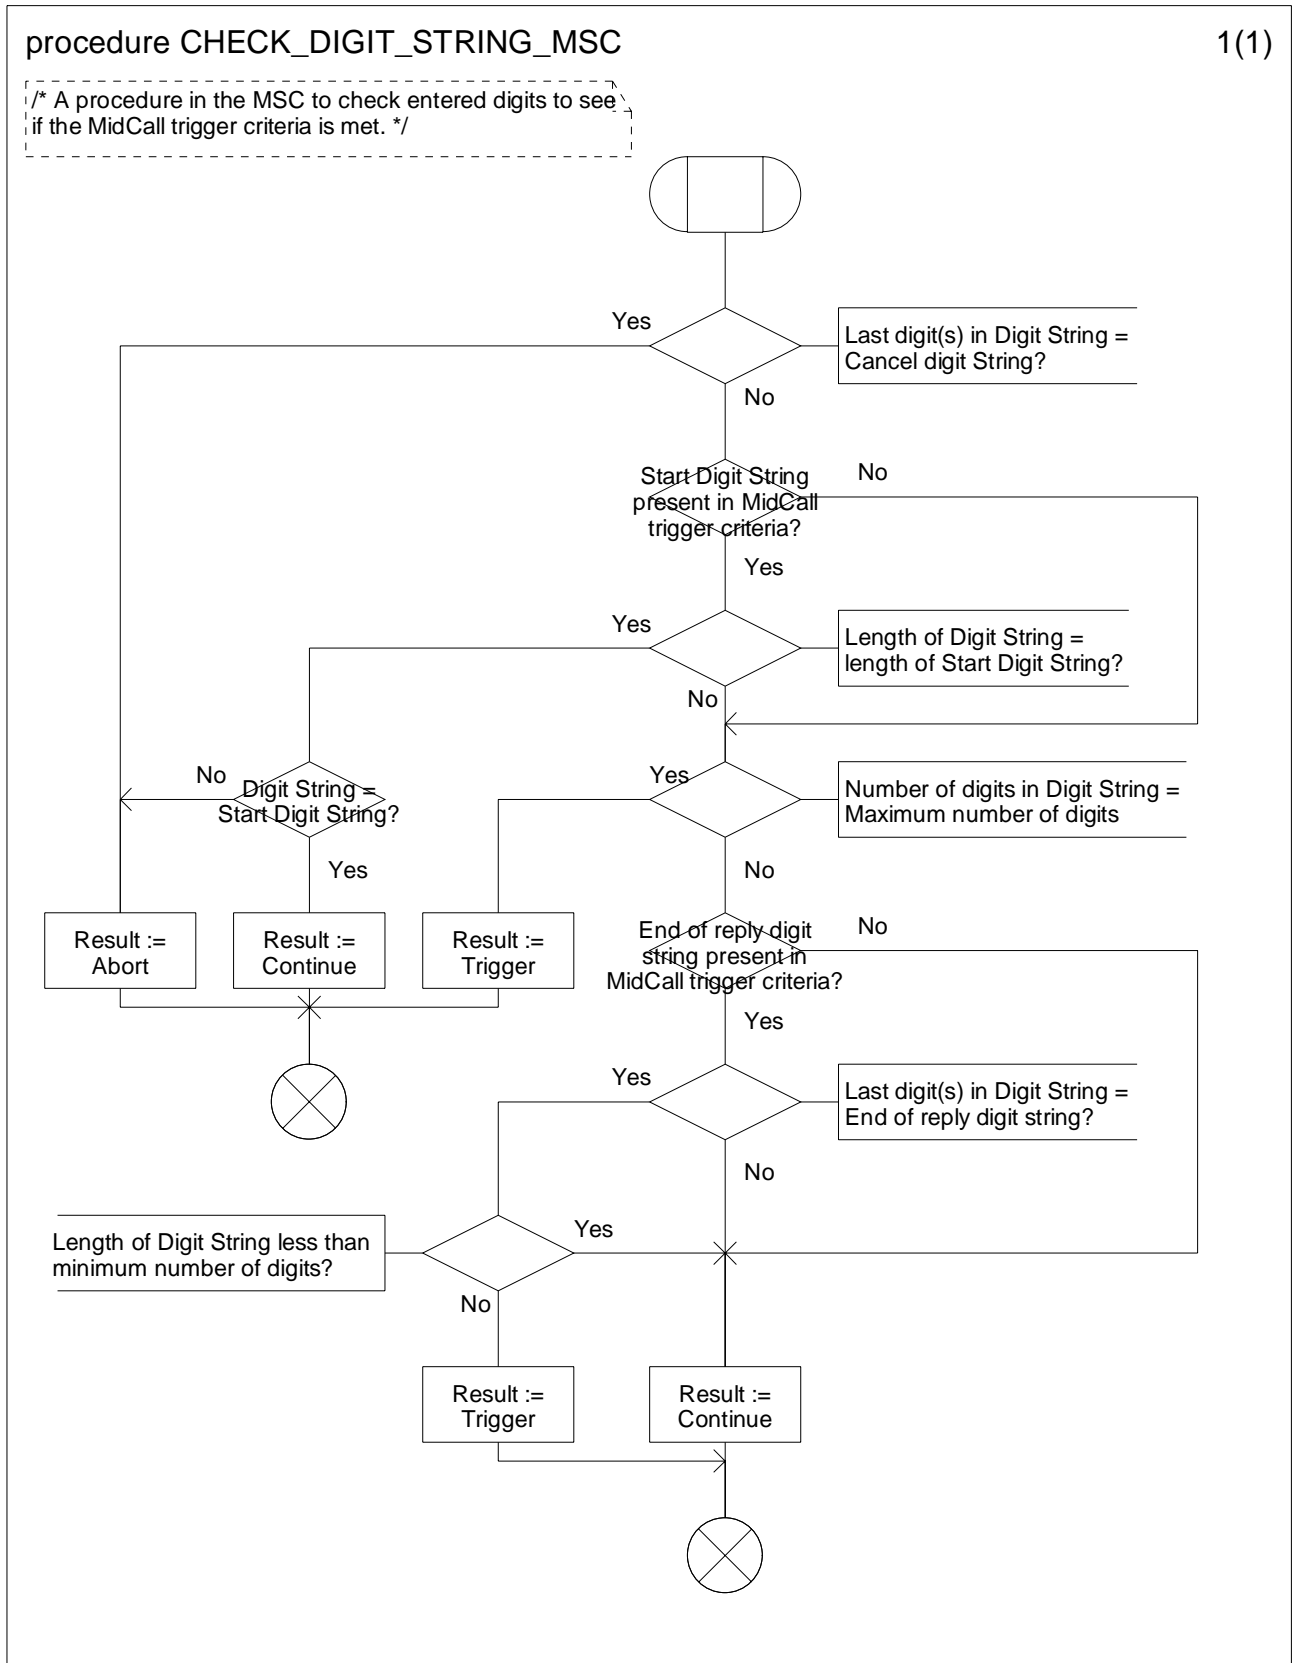 procedure CHECK_DIGIT_STRING_MSC
1(1)
/* A procedure in the MSC to check entered digits to see
if the MidCall trigger criteria is met. */
Yes
Last digit(s) in Digit String =
Cancel digit String?
No
Start Digit String
present in MidCall
trigger criteria?
No
Yes
Yes
Length of Digit String =
length of Start Digit String?
No
No
Digit String =
Start Digit String?
Yes
Number of digits in Digit String =
Maximum number of digits
Yes
No
Result :=
Abort
Result :=
Continue
Result :=
Trigger
End of reply digit
string present in
MidCall trigger criteria?
No
Yes
Yes
Last digit(s) in Digit String =
End of reply digit string?
No
Length of Digit String less than
minimum number of digits?
Yes
No
Result :=
Trigger
Result :=
Continue